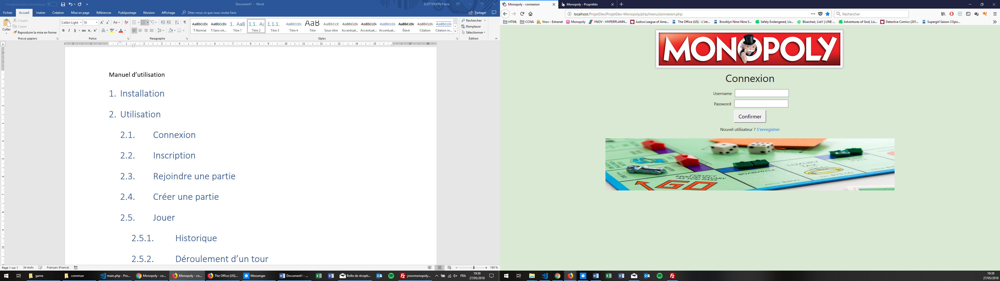 Enregistrement automatique
Document1 - Word
ELEFTERION Pierre
Fichier Accueil Insérer Création Mise en page Références Publipostage Révision Affichage Dites-nous ce que vous voulez faire Partager
Coller
Couper
Copier
Reproduire la mise en forme
Presse-papiers
Calibri Light 16
Police
Paragraphe
AaBbCcDc AaBbCcDc 1. AaB 1.1. Aa 1.1.1. AaBbCcDc AaB AaBbCcD AaBbCcDc AaBbCcDc AaBbCcDc AaBbCcDc AaBbCcDc AaBbCcDc
¶ Normal ¶ Sans int... Titre 1 Titre 2 Titre 3 Titre 4 Titre Sous-titre Accentuat... Accentuat... Accentuat... Élevé Citation Citation in...
Styles
Rechercher
Remplacer
Sélectionner
Édition
Manuel d'utilisation
1. Installation
2. Utilisation
2.1. Connexion
2.2. Inscription
2.3. Rejoindre une partie
2.4. Créer une partie
2.5. Jouer
2.5.1. Historique
2.5.2. Déroulement d'un tour
Page 1 sur 1 34 mots Français (France) 180 %
game commun main.php - Pro... Monopoly - co... Monopoly - co... The Office (US)... Messenger Document1 - ... Boîte de récepti... ynovmonopoly... FRA
19:39
27/05/2018
Monopoly - connexion Monopoly - Propriétés
localhost/ProjetDev/ProjetDev-Monopoly/php/menu/connexion.php
Rechercher
HTML CCNA Ynov - Extranet Monopoly YNOV - HYPERPLANN... Justice League of Ame... The Office (US) - L'int... Brooklyn Nine-Nine S... Safely Endangered, Lis... Bluechair, List1 | LINE ... Adventures of God, Lis... Detective Comics (201... Supergirl Saison 3 Epis...
MONOPOLY
Connexion
Username
Password
Confirmer
Nouvel utilisateur ? S'enregistrer
COLLECT
$200.00 SALARY
AS YOU PASS
GO
BOARDWALK
PRICE $400
LUXURY
TAX
PAY $75.00
19:39
27/05/2018